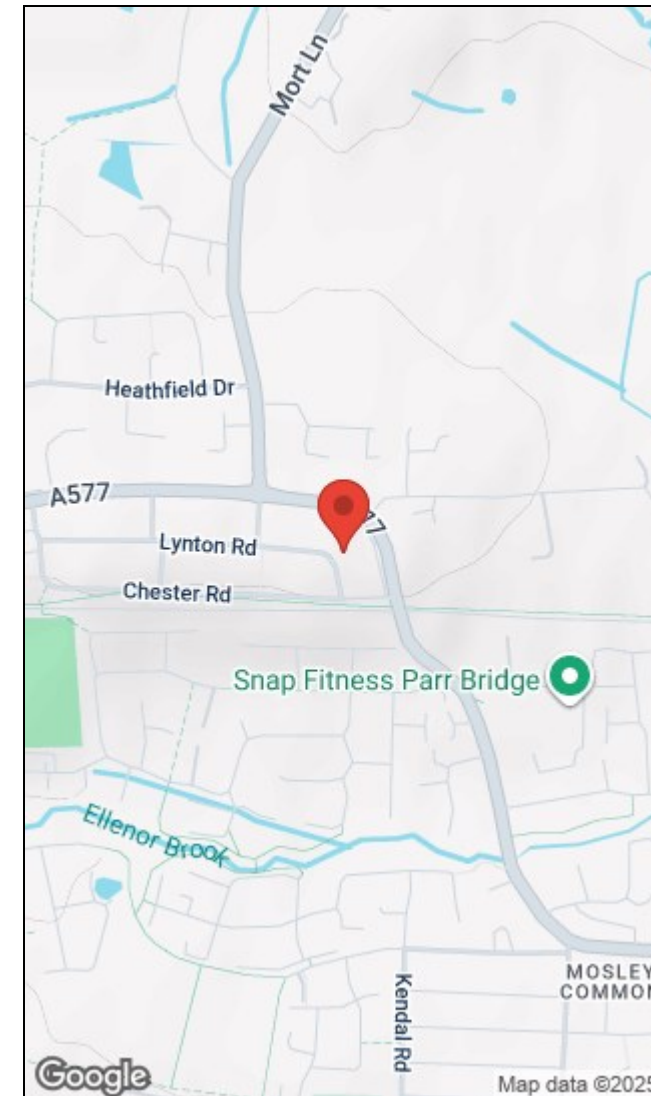 Mort Ln
Heathfield Dr
A577
Lynton Rd
Chester Rd
Snap Fitness Parr Bridge
Ellenor Brook
MOSLEY
COMMON
Kendal Rd
Google
Map data ©2025